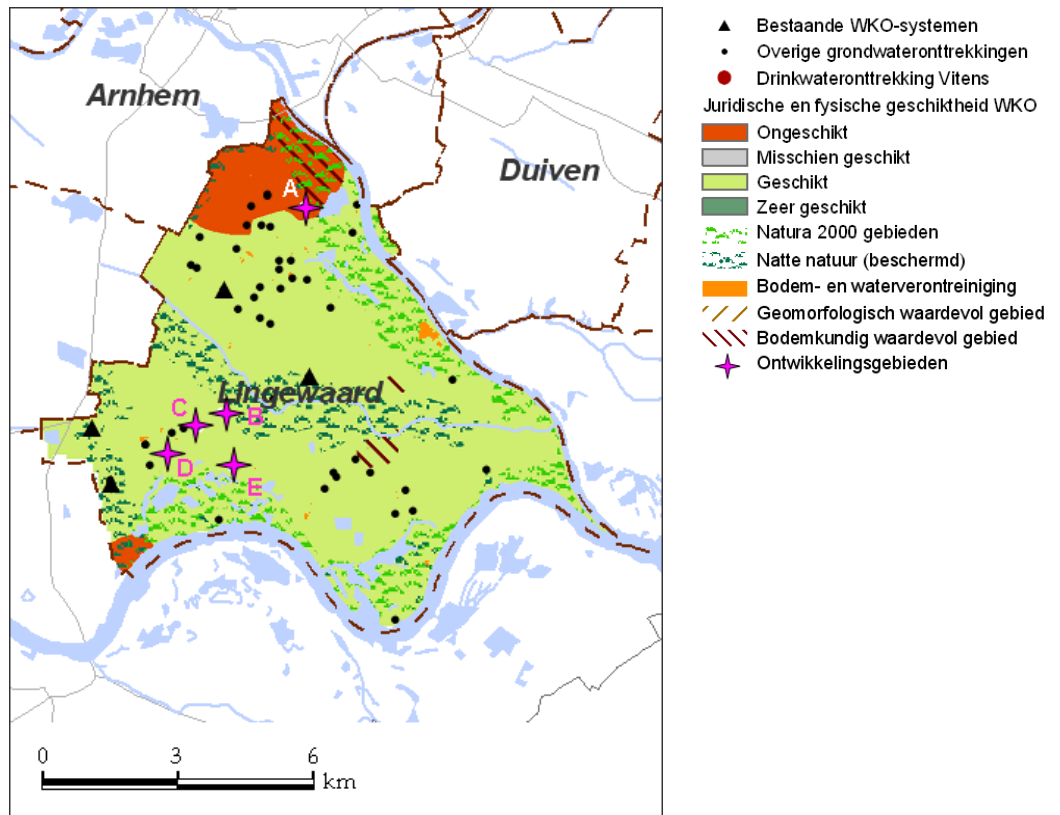 Arnhem
Duiven
Lingewaard
A
B
C
D
E
0 3 6
km
Bestaande WKO-systemen
Overige grondwateronttrekkingen
Drinkwateronttrekking Vitens
Juridische en fysische geschiktheid WKO
Ongeschikt
Misschien geschikt
Geschikt
Zeer geschikt
Natura 2000 gebieden
Natte natuur (beschermd)
Bodem- en waterverontreiniging
Geomorfologisch waardevol gebied
Bodemkundig waardevol gebied
Ontwikkelingsgebieden